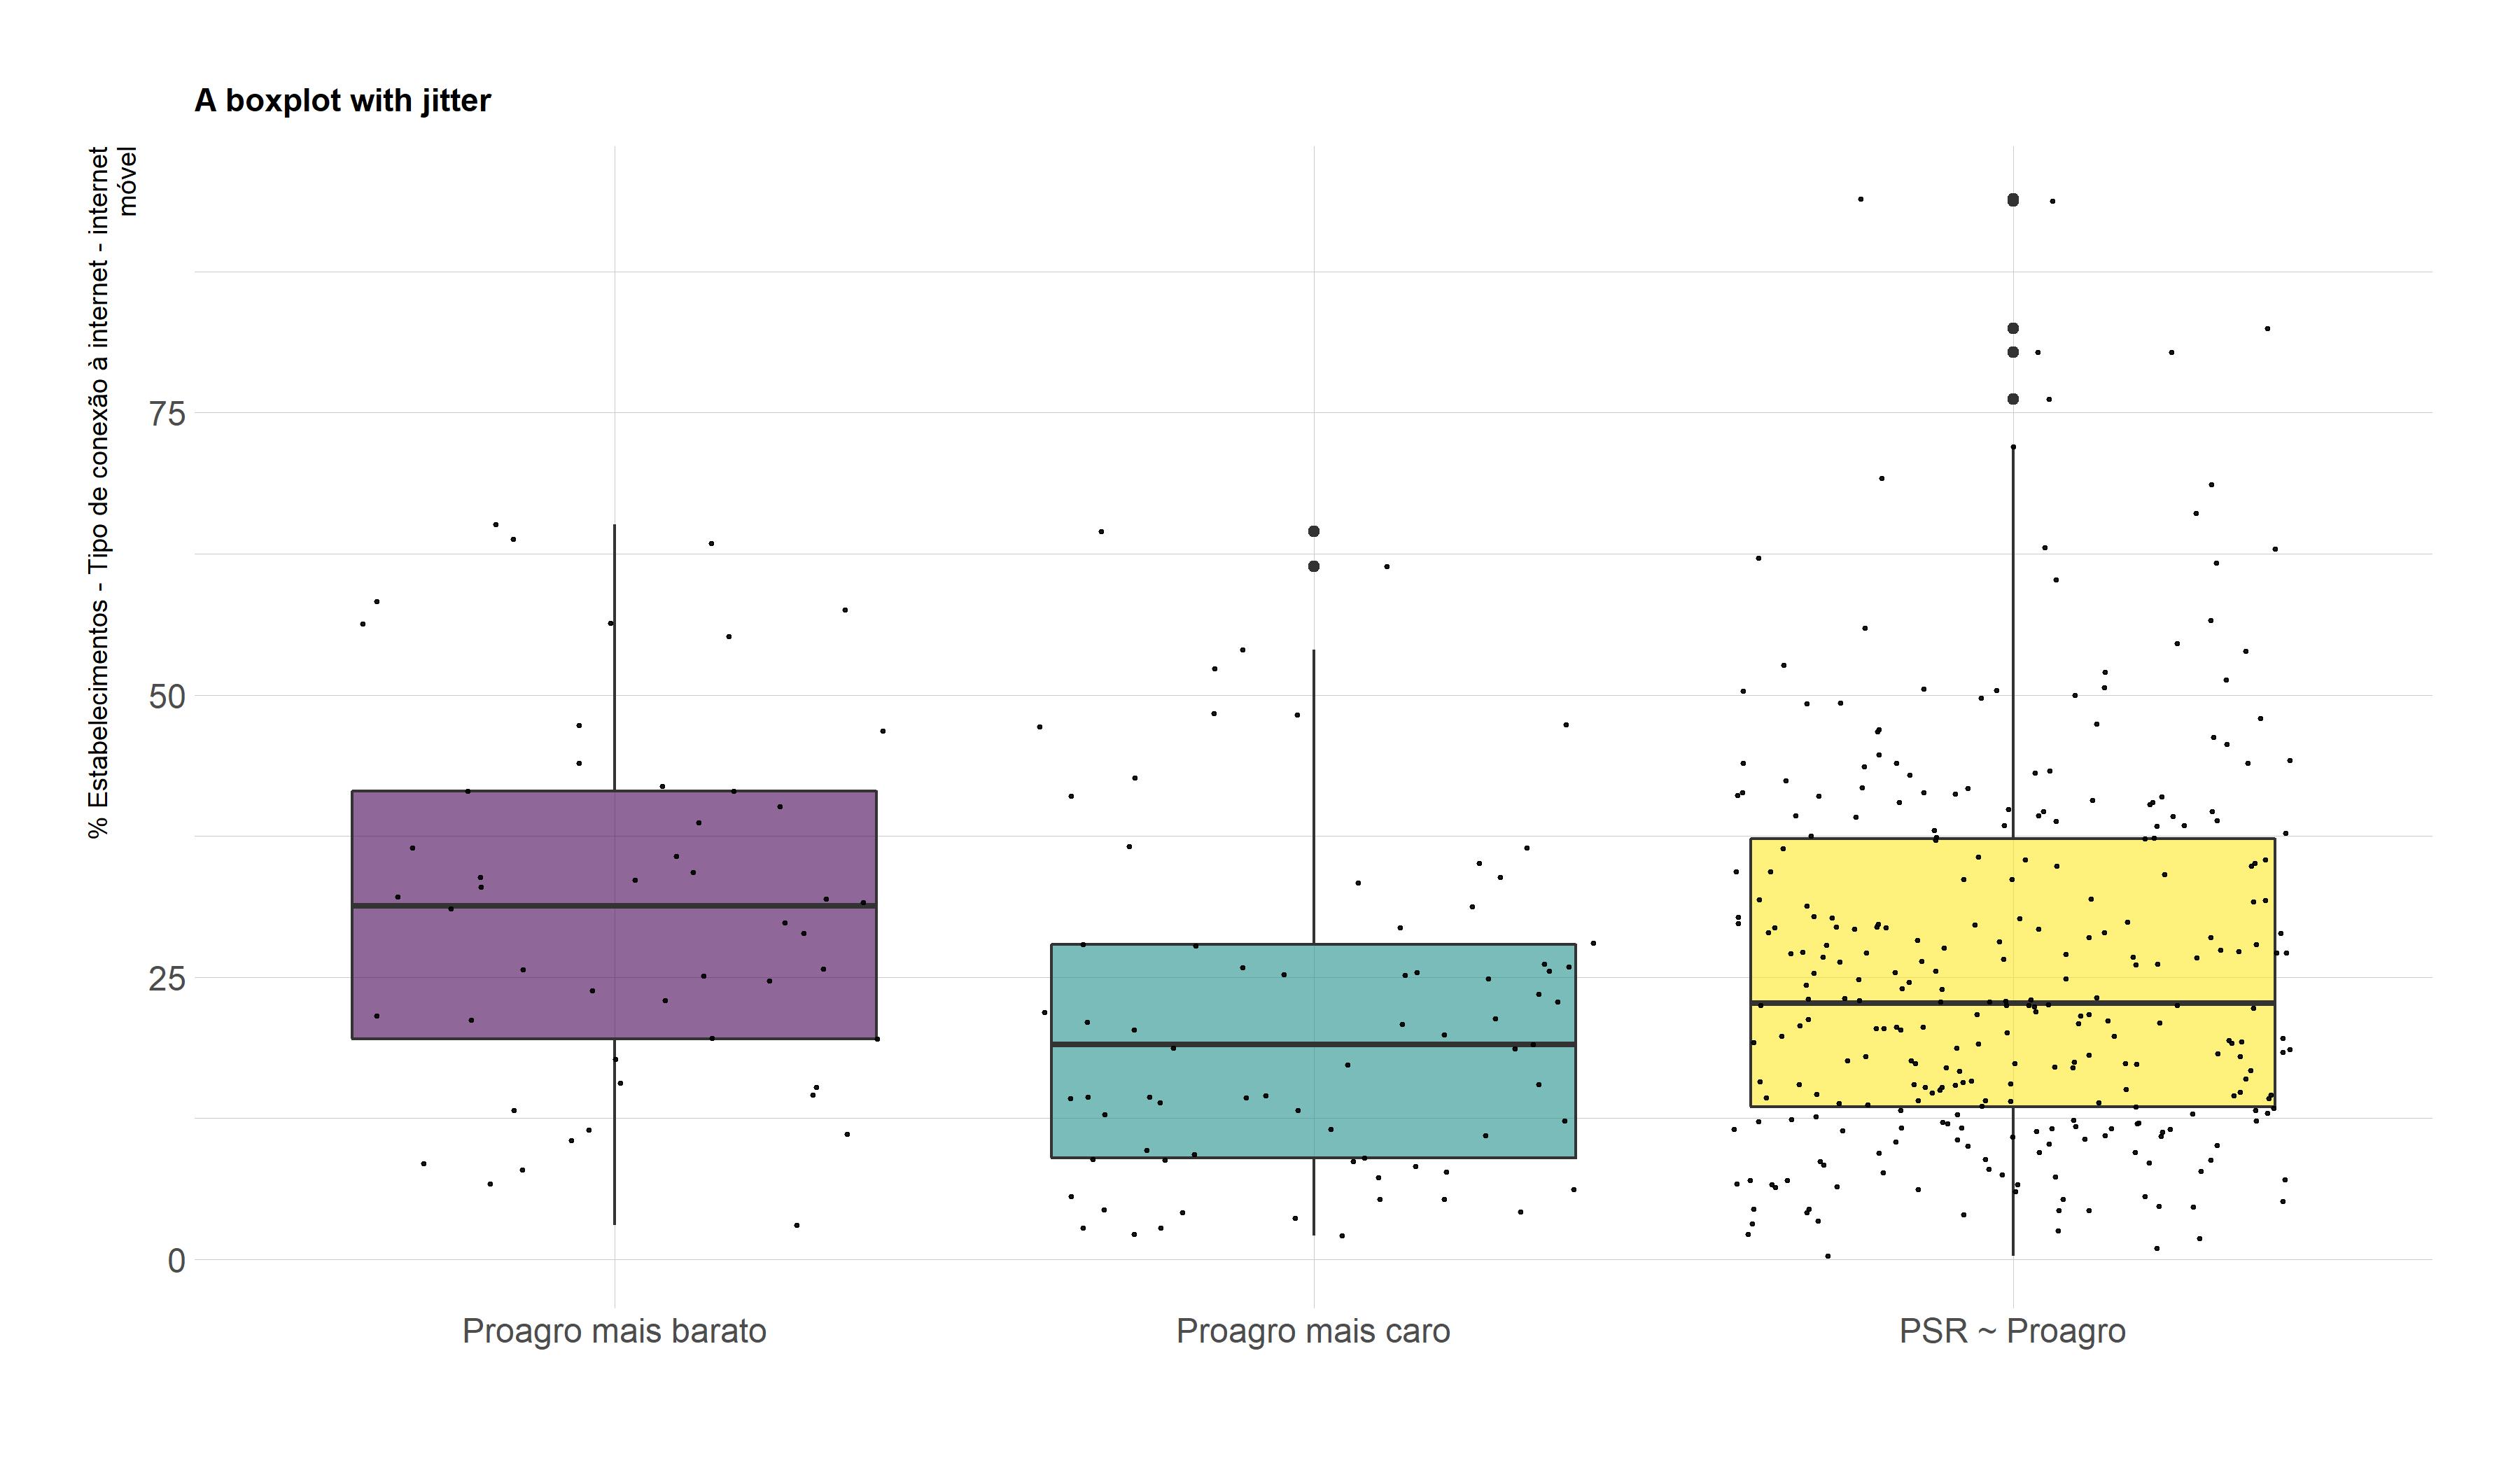 A boxplot with jitter
% Estabelecimentos - Tipo de conexão à internet - internet
móvel
75
50
25
0
Proagro mais barato
Proagro mais caro
PSR ~ Proagro